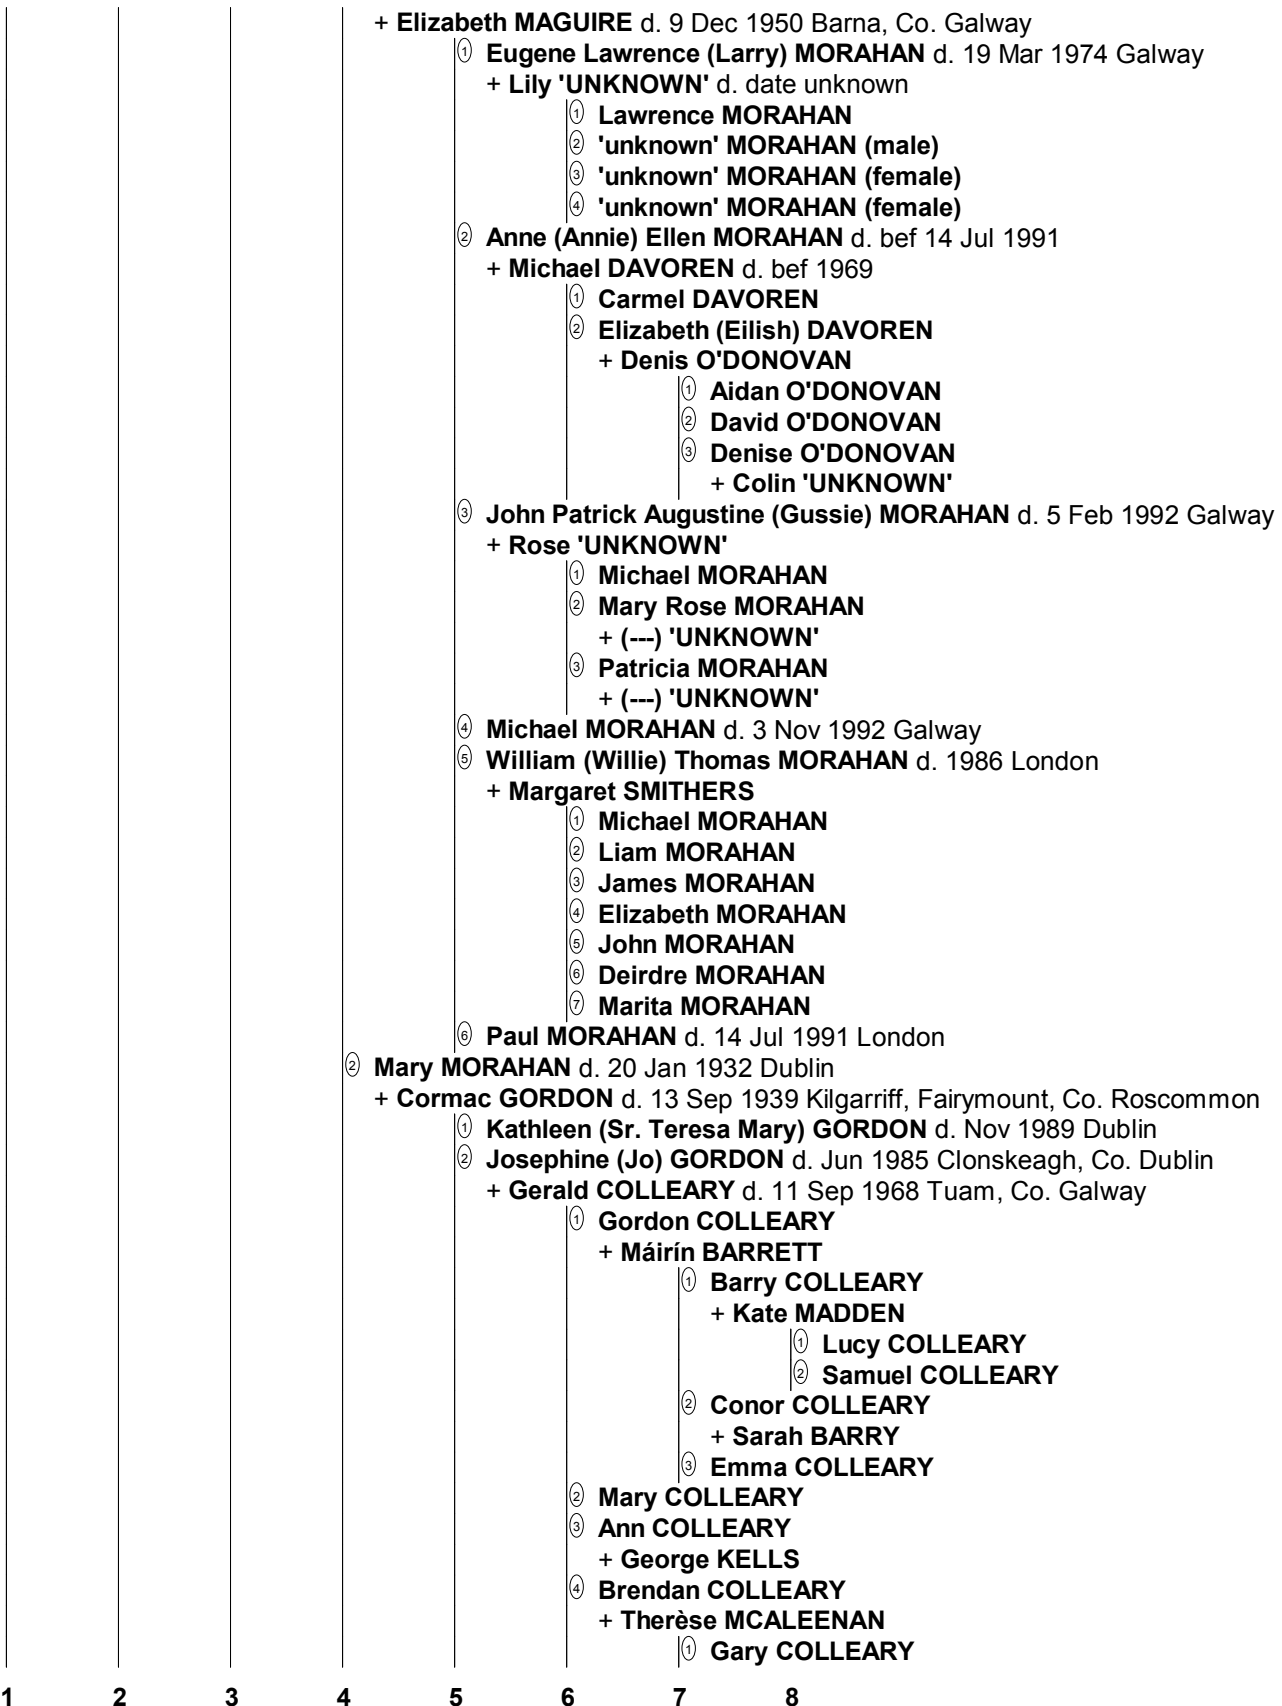 + Elizabeth MAGUIRE d. 9 Dec 1950 Barna, Co. Galway
1 Eugene Lawrence (Larry) MORAHAN d. 19 Mar 1974 Galway
+ Lily 'UNKNOWN' d. date unknown
1 Lawrence MORAHAN
2 'unknown' MORAHAN (male)
3 'unknown' MORAHAN (female)
4 'unknown' MORAHAN (female)
2 Anne (Annie) Ellen MORAHAN d. bef 14 Jul 1991
+ Michael DAVOREN d. bef 1969
1 Carmel DAVOREN
2 Elizabeth (Eilish) DAVOREN
+ Denis O'DONOVAN
1 Aidan O'DONOVAN
2 David O'DONOVAN
3 Denise O'DONOVAN
+ Colin 'UNKNOWN'
3 John Patrick Augustine (Gussie) MORAHAN d. 5 Feb 1992 Galway
+ Rose 'UNKNOWN'
1 Michael MORAHAN
2 Mary Rose MORAHAN
+ (---) 'UNKNOWN'
3 Patricia MORAHAN
+ (---) 'UNKNOWN'
4 Michael MORAHAN d. 3 Nov 1992 Galway
5 William (Willie) Thomas MORAHAN d. 1986 London
+ Margaret SMITHERS
1 Michael MORAHAN
2 Liam MORAHAN
3 James MORAHAN
4 Elizabeth MORAHAN
5 John MORAHAN
6 Deirdre MORAHAN
7 Marita MORAHAN
6 Paul MORAHAN d. 14 Jul 1991 London
2 Mary MORAHAN d. 20 Jan 1932 Dublin
+ Cormac GORDON d. 13 Sep 1939 Kilgarriff, Fairymount, Co. Roscommon
1 Kathleen (Sr. Teresa Mary) GORDON d. Nov 1989 Dublin
2 Josephine (Jo) GORDON d. Jun 1985 Clonskeagh, Co. Dublin
+ Gerald COLLEARY d. 11 Sep 1968 Tuam, Co. Galway
1 Gordon COLLEARY
+ Máirín BARRETT
1 Barry COLLEARY
+ Kate MADDEN
1 Lucy COLLEARY
2 Samuel COLLEARY
2 Conor COLLEARY
+ Sarah BARRY
3 Emma COLLEARY
2 Mary COLLEARY
3 Ann COLLEARY
+ George KELLS
4 Brendan COLLEARY
+ Therèse MCALEENAN
1 Gary COLLEARY
1 2 3 4 5 6 7 8